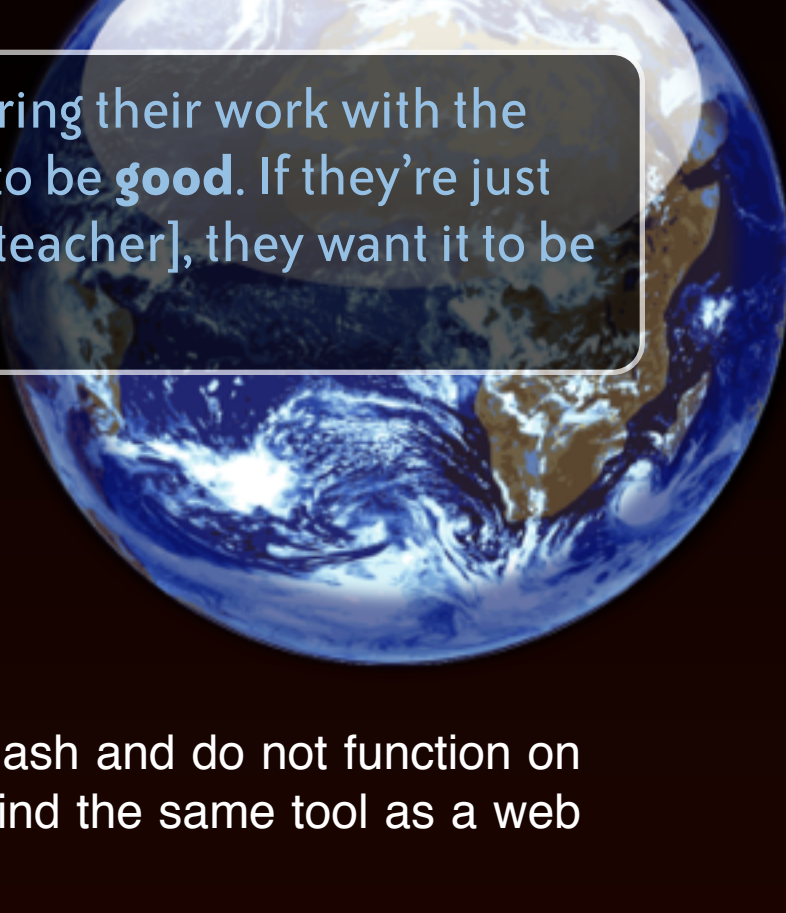 ring their work with the
to be good. If they’re just
teacher], they want it to be
ash and do not function on
ind the same tool as a web